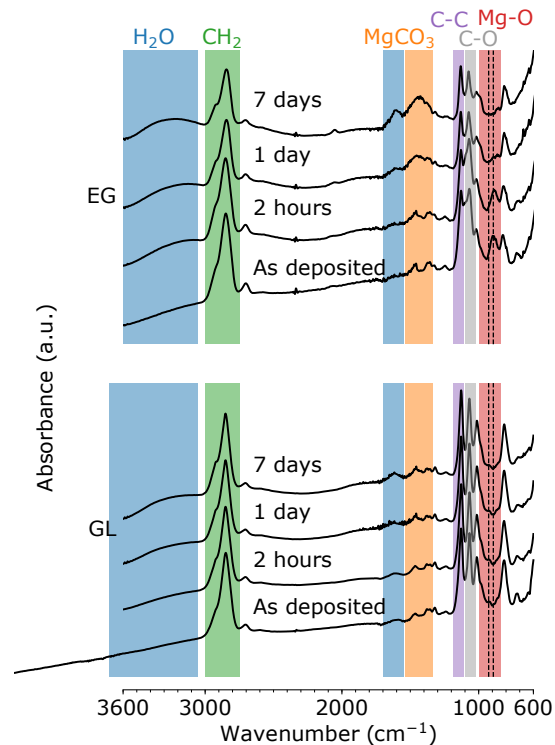 H₂O CH₂ MgCO₃ C-C Mg-O
C-O
7 days
1 day
EG
2 hours
As deposited
Absorbance (a.u.)
7 days
1 day
GL
2 hours
As deposited
3600 3000 2000 1000 600
Wavenumber (cm⁻¹)